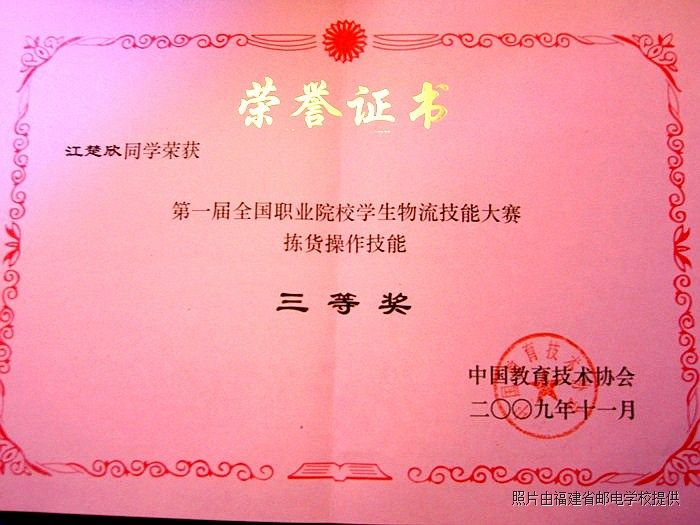 荣誉证书
江楚欣同学荣获
第一届全国职业院校学生物流技能大赛
拣货操作技能
三等奖
中国教育技术协会
二〇〇九年十一月
照片由福建省邮电学校提供